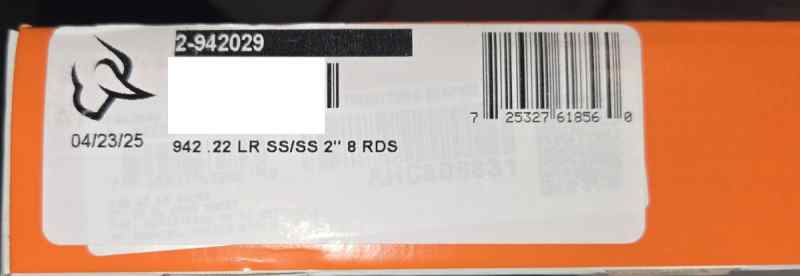 2-942029
04/23/25
942 .22 LR SS/SS 2" 8 RDS
7 25327 61856 0